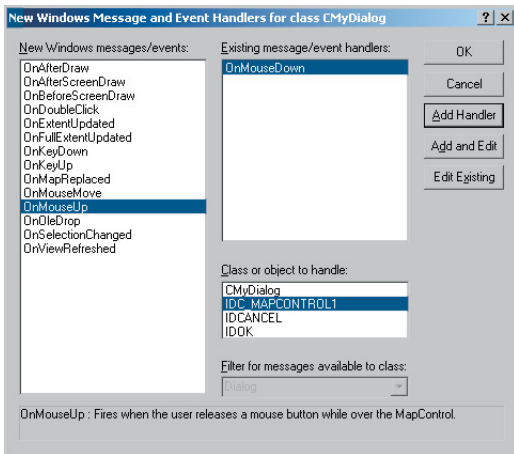 New Windows Message and Event Handlers for class CMyDialog
New Windows messages/events:
OnAfterDraw
OnAfterScreenDraw
OnBeforeScreenDraw
OnDoubleClick
OnExtentUpdated
OnFullExtentUpdated
OnKeyDown
OnKeyUp
OnMapReplaced
OnMouseMove
OnMouseUp
OnOleDrop
OnSelectionChanged
OnViewRefreshed
Existing message/event handlers:
OnMouseDown
Class or object to handle:
CMyDialog
IDC_MAPCONTROL1
IDCANCEL
IDOK
Filter for messages available to class:
Dialog
OK
Cancel
Add Handler
Add and Edit
Edit Existing
OnMouseUp : Fires when the user releases a mouse button while over the MapControl.